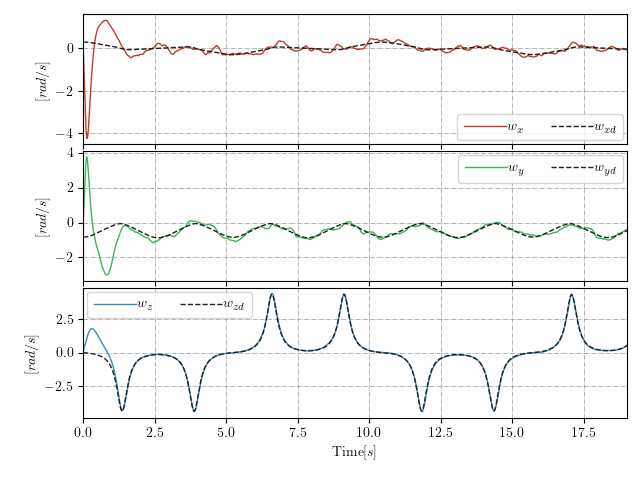 0
−2
−4
[rad/s]
w_x w_xd
4
2
0
−2
[rad/s]
w_y w_yd
2.5
0.0
−2.5
[rad/s]
w_z w_zd
0.0 2.5 5.0 7.5 10.0 12.5 15.0 17.5
Time[s]